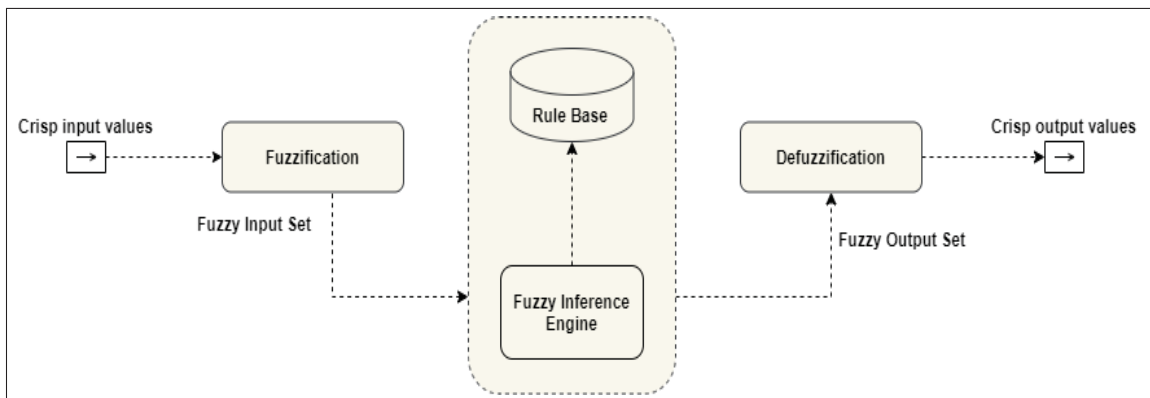 Crisp input values
Fuzzification
Fuzzy Input Set
Rule Base
Fuzzy Inference
Engine
Defuzzification
Fuzzy Output Set
Crisp output values